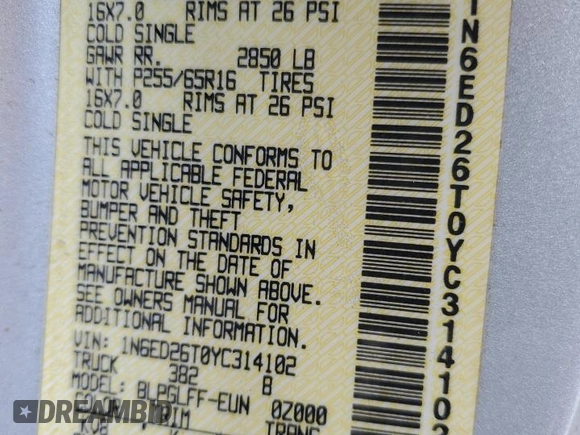 16X7.0 RIMS AT 26 PSI
COLD SINGLE
GAWR RR. 2850 LB
WITH P255/65R16 TIRES
16X7.0 RIMS AT 26 PSI
COLD SINGLE
THIS VEHICLE CONFORMS TO
ALL APPLICABLE FEDERAL
MOTOR VEHICLE SAFETY,
BUMPER AND THEFT
PREVENTION STANDARDS IN
EFFECT ON THE DATE OF
MANUFACTURE SHOWN ABOVE.
SEE OWNERS MANUAL FOR
ADDITIONAL INFORMATION.
VIN: 1N6ED26T0YC314102
TRUCK 382 B
MODEL: BLPGLFF-EUN 0Z000
TRIM TRANS
1N6ED26T0YC314102
DREAMBID